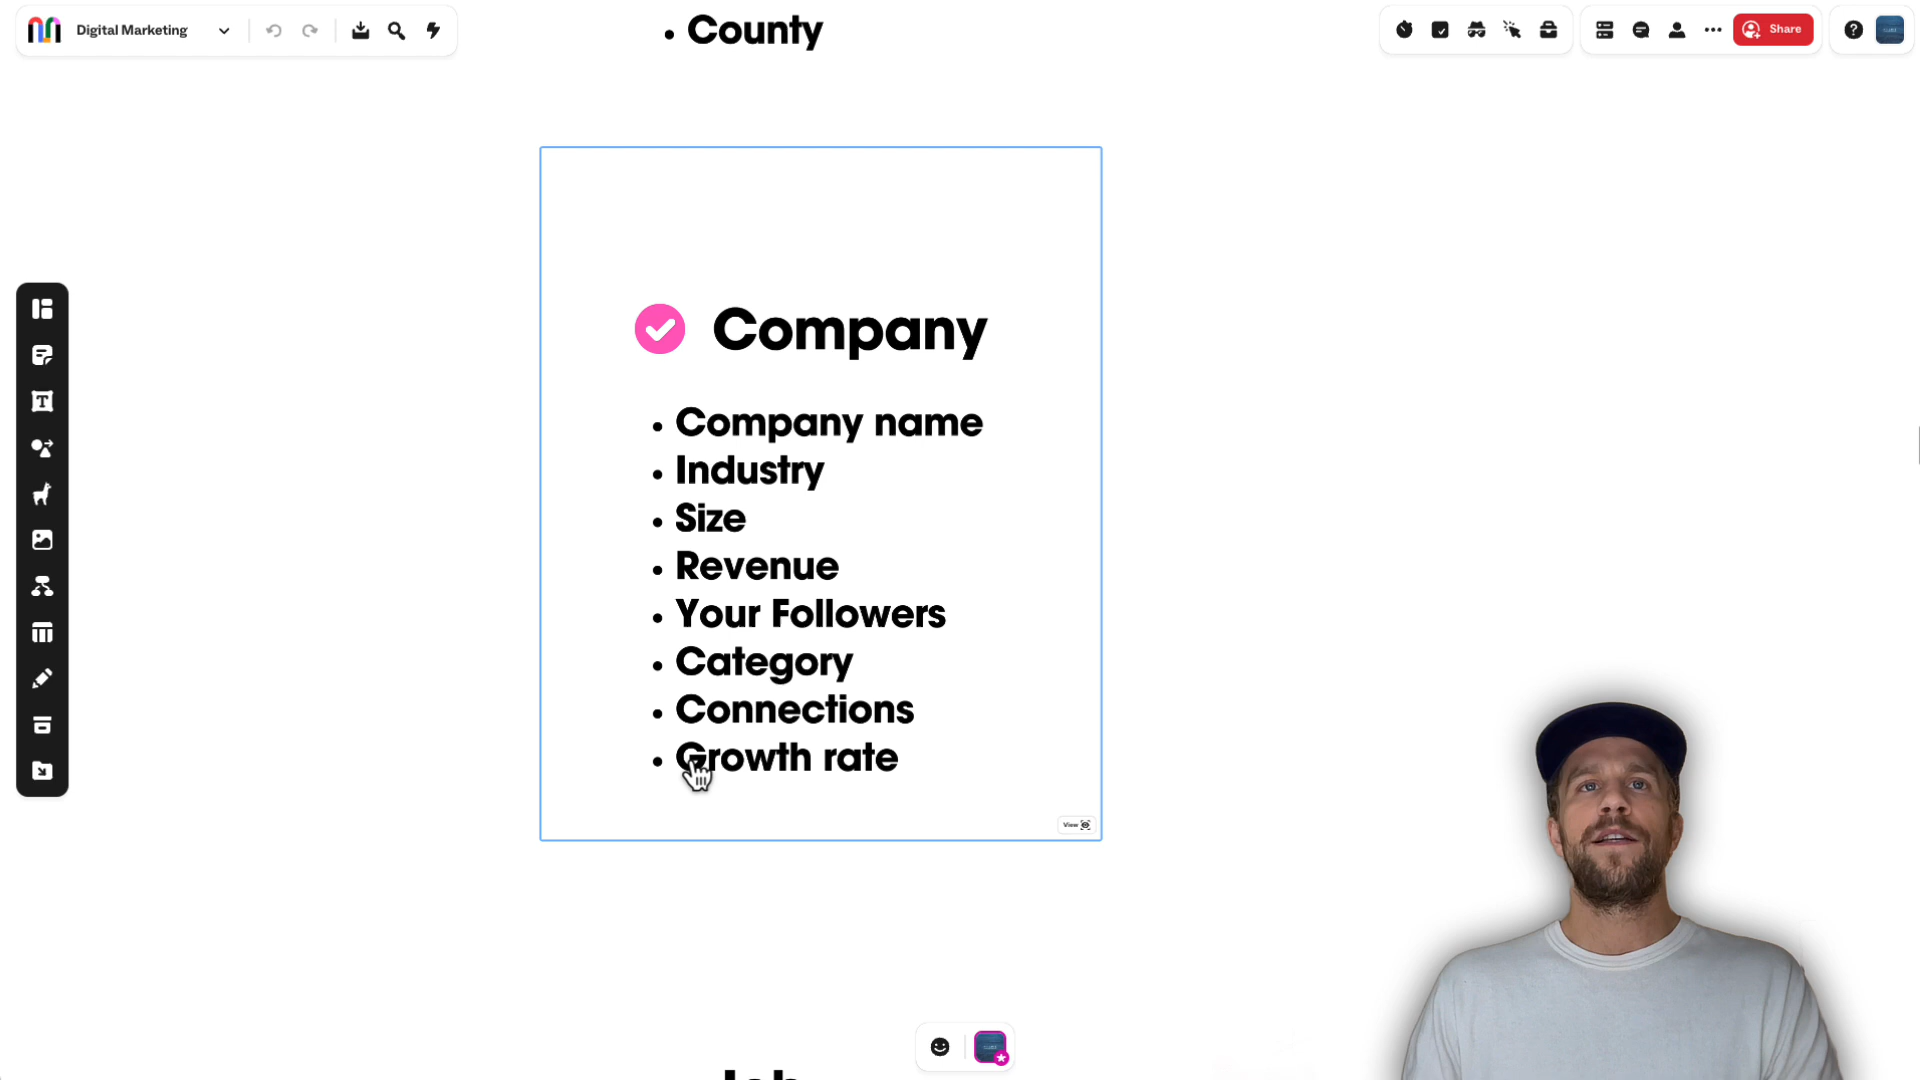 Digital Marketing
Share
• County
Company
• Company name
• Industry
• Size
• Revenue
• Your Followers
• Category
• Connections
• Growth rate
View